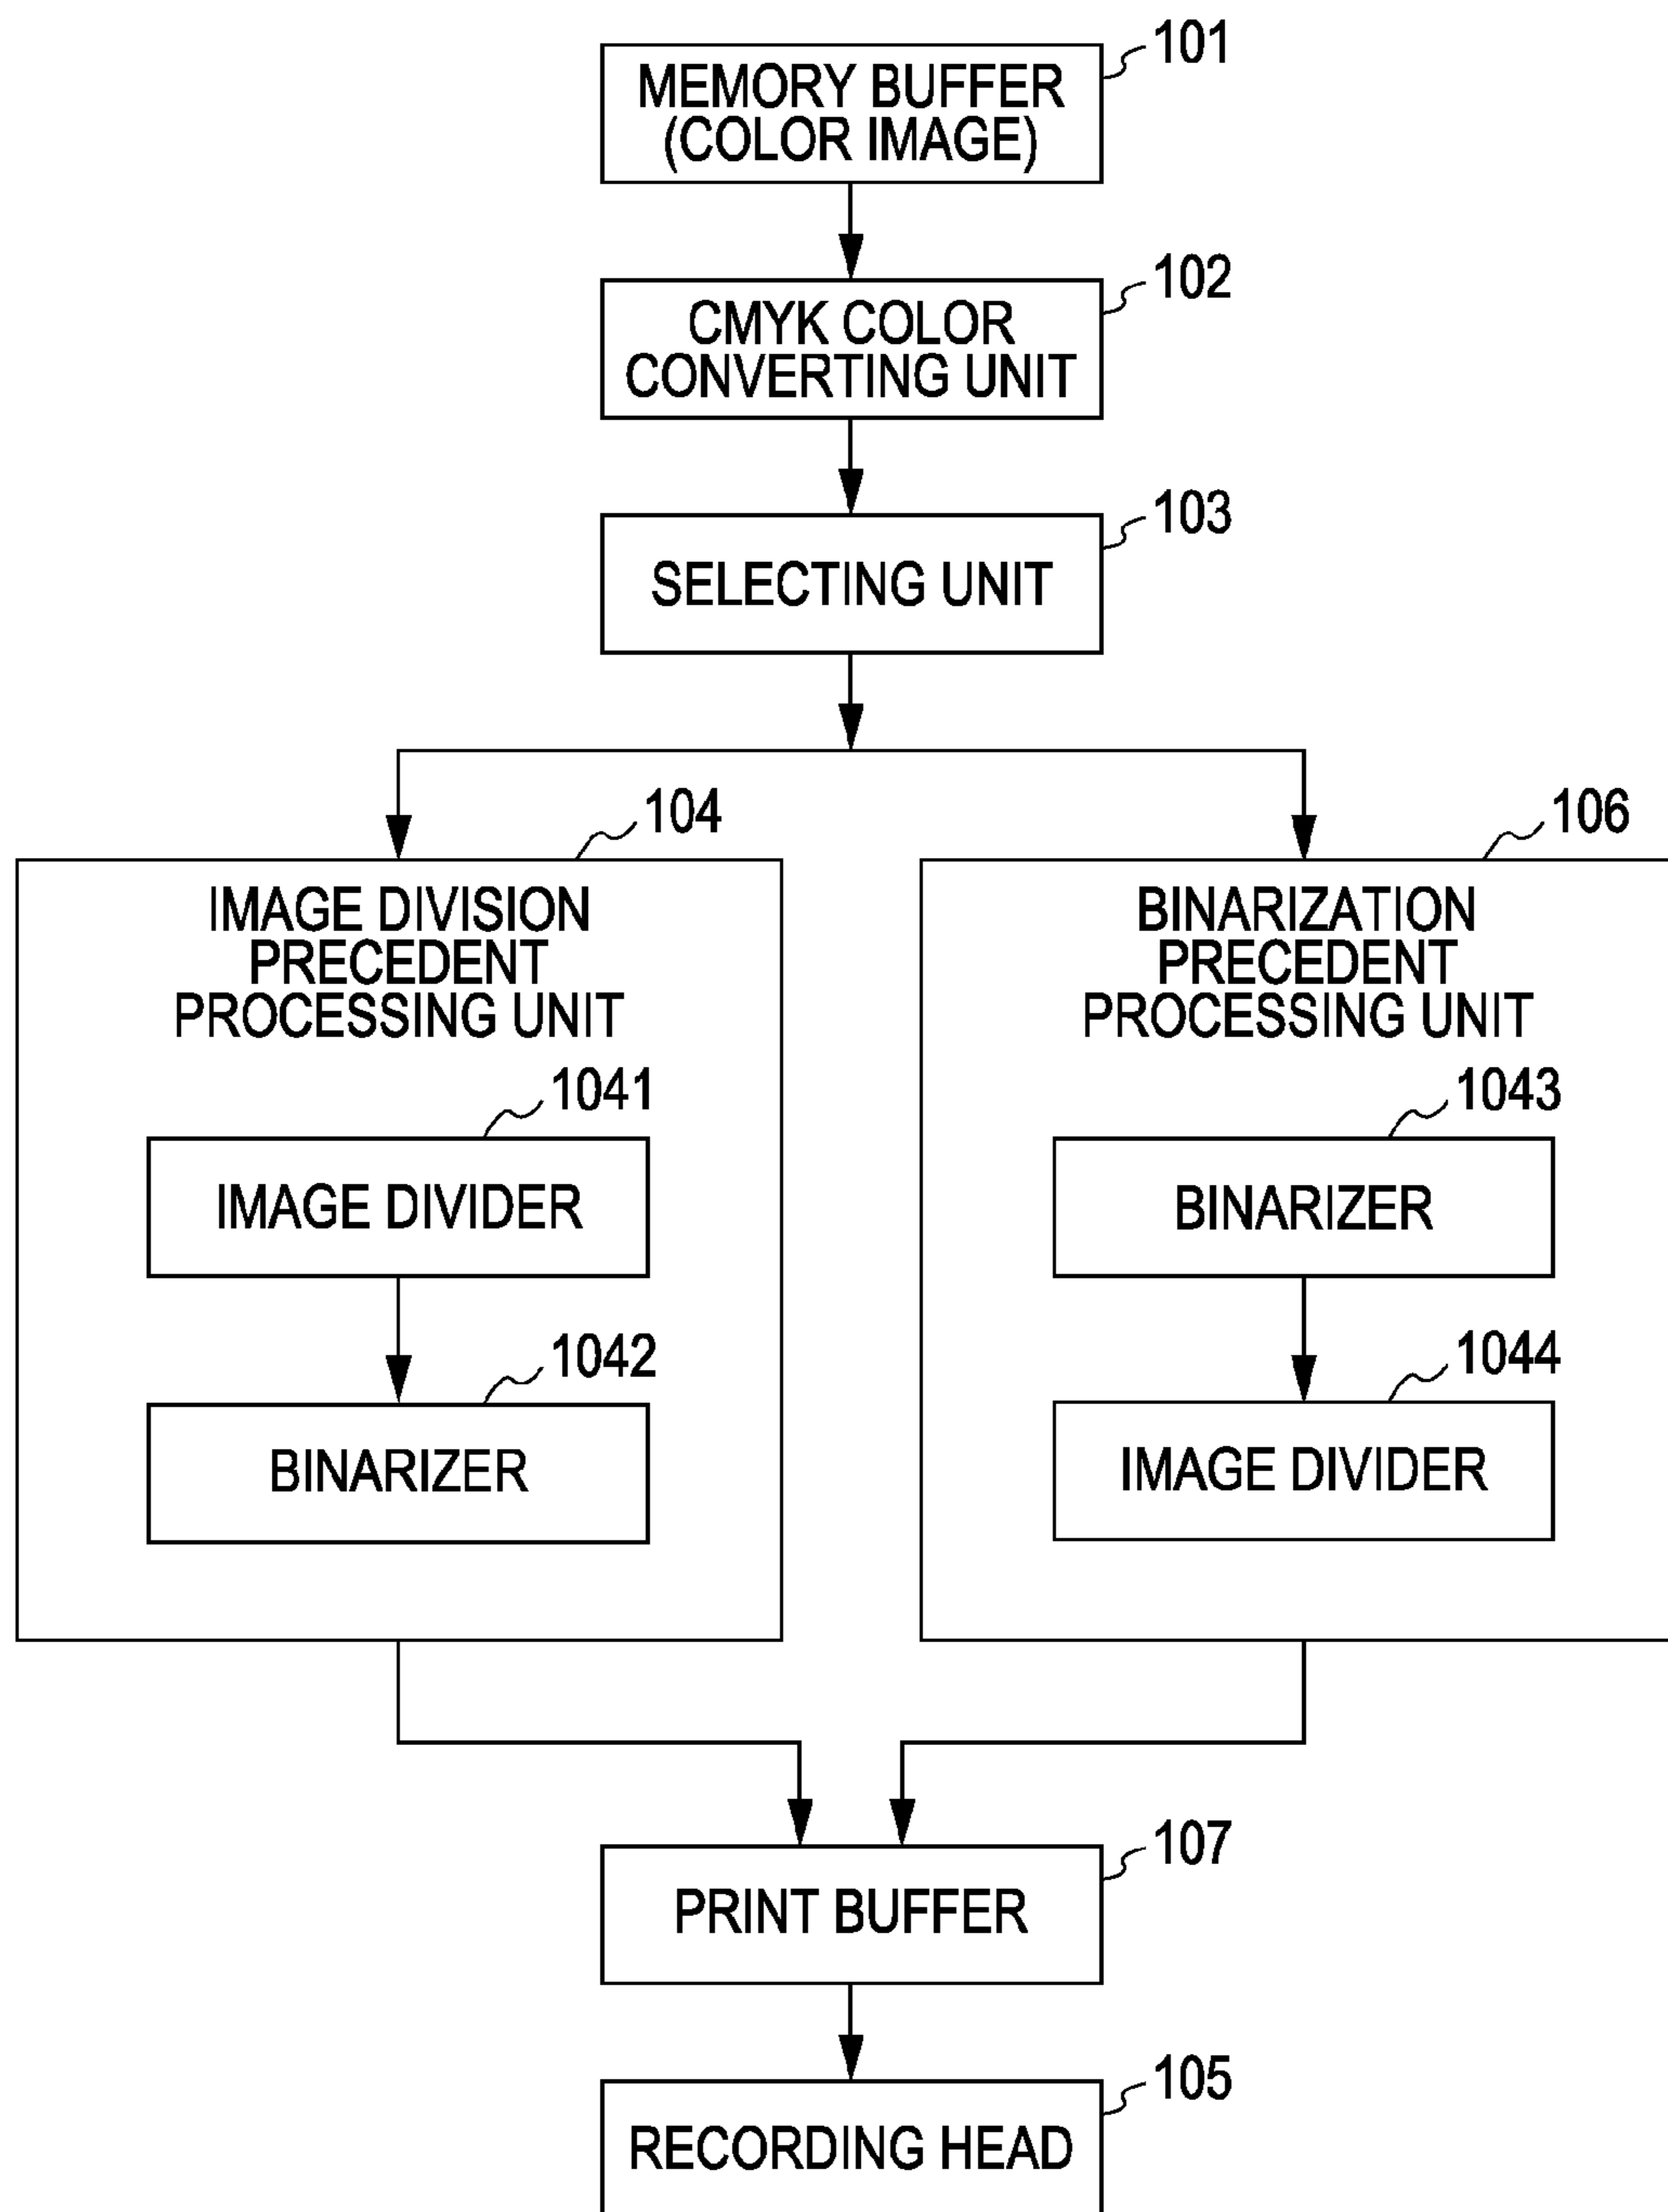 101
MEMORY BUFFER
(COLOR IMAGE)
102
CMYK COLOR
CONVERTING UNIT
103
SELECTING UNIT
104
IMAGE DIVISION
PRECEDENT
PROCESSING UNIT
1041
IMAGE DIVIDER
1042
BINARIZER
106
BINARIZATION
PRECEDENT
PROCESSING UNIT
1043
BINARIZER
1044
IMAGE DIVIDER
107
PRINT BUFFER
105
RECORDING HEAD